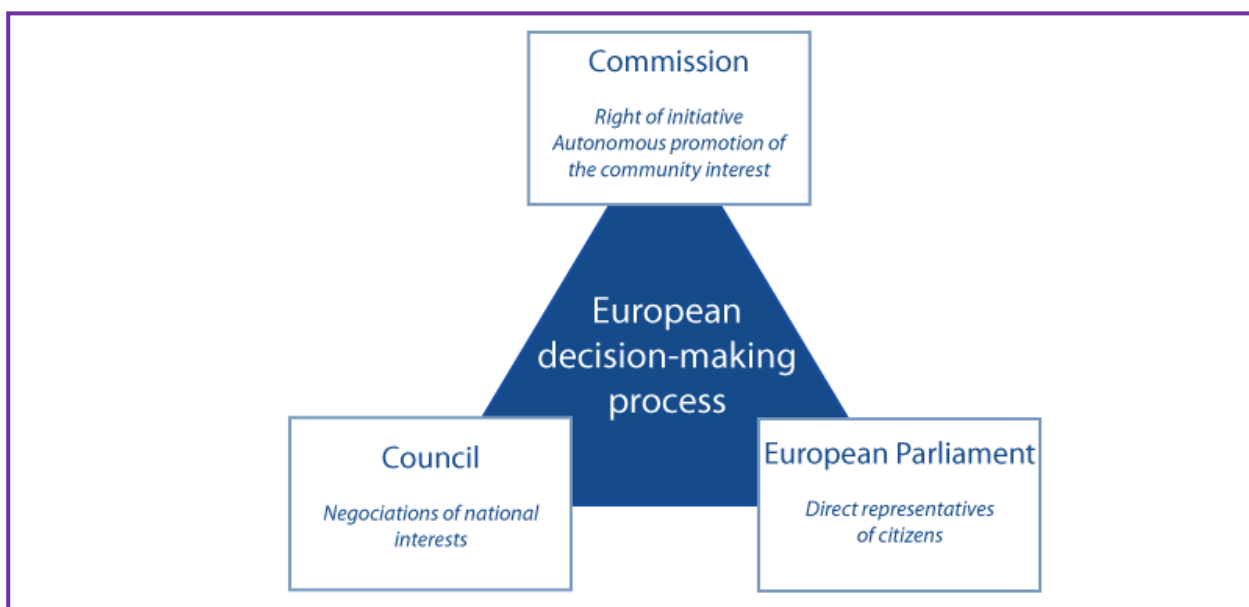 Commission
Right of initiative
Autonomous promotion of
the community interest
European
decision-making
process
Council
Negociations of national
interests
European Parliament
Direct representatives
of citizens